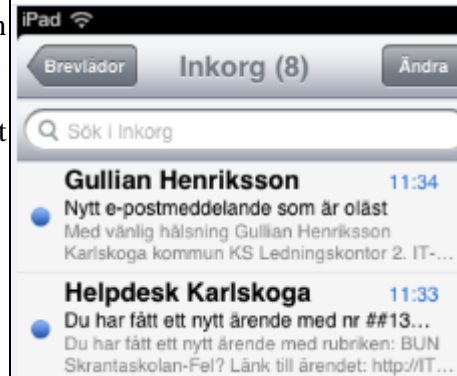 iPad
Brevlådor Inkorg (8) Ändra
Sök i Inkorg
Gullian Henriksson 11:34
Nytt e-postmeddelande som är oläst
Med vänlig hälsning Gullian Henriksson
Karlskoga kommun KS Ledningskontor 2. IT-...
Helpdesk Karlskoga 11:33
Du har fått ett nytt ärende med nr ##13...
Du har fått ett nytt ärende med rubriken: BUN
Skrantaskolan-Fel? Länk till ärendet: http://IT...